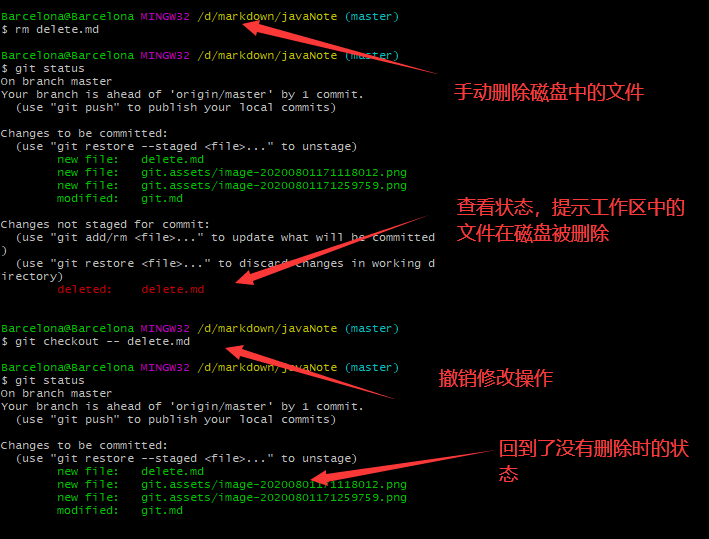 Barcelona@Barcelona MINGW32 /d/markdown/javaNote (master)
$ rm delete.md
Barcelona@Barcelona MINGW32 /d/markdown/javaNote (master)
$ git status
On branch master
Your branch is ahead of 'origin/master' by 1 commit.
(use "git push" to publish your local commits)
手动删除磁盘中的文件
Changes to be committed:
(use "git restore --staged <file>..." to unstage)
new file: delete.md
new file: git.assets/image-20200801171118012.png
new file: git.assets/image-20200801171259759.png
modified: git.md
Changes not staged for commit:
(use "git add/rm <file>..." to update what will be committed
)
(use "git restore <file>..." to discard changes in working d
irectory)
deleted: delete.md
查看状态，提示工作区中的
文件在磁盘被删除
Barcelona@Barcelona MINGW32 /d/markdown/javaNote (master)
$ git checkout -- delete.md
撤销修改操作
Barcelona@Barcelona MINGW32 /d/markdown/javaNote (master)
$ git status
On branch master
Your branch is ahead of 'origin/master' by 1 commit.
(use "git push" to publish your local commits)
Changes to be committed:
(use "git restore --staged <file>..." to unstage)
new file: delete.md
new file: git.assets/image-20200801171118012.png
new file: git.assets/image-20200801171259759.png
modified: git.md
回到了没有删除时的状
态